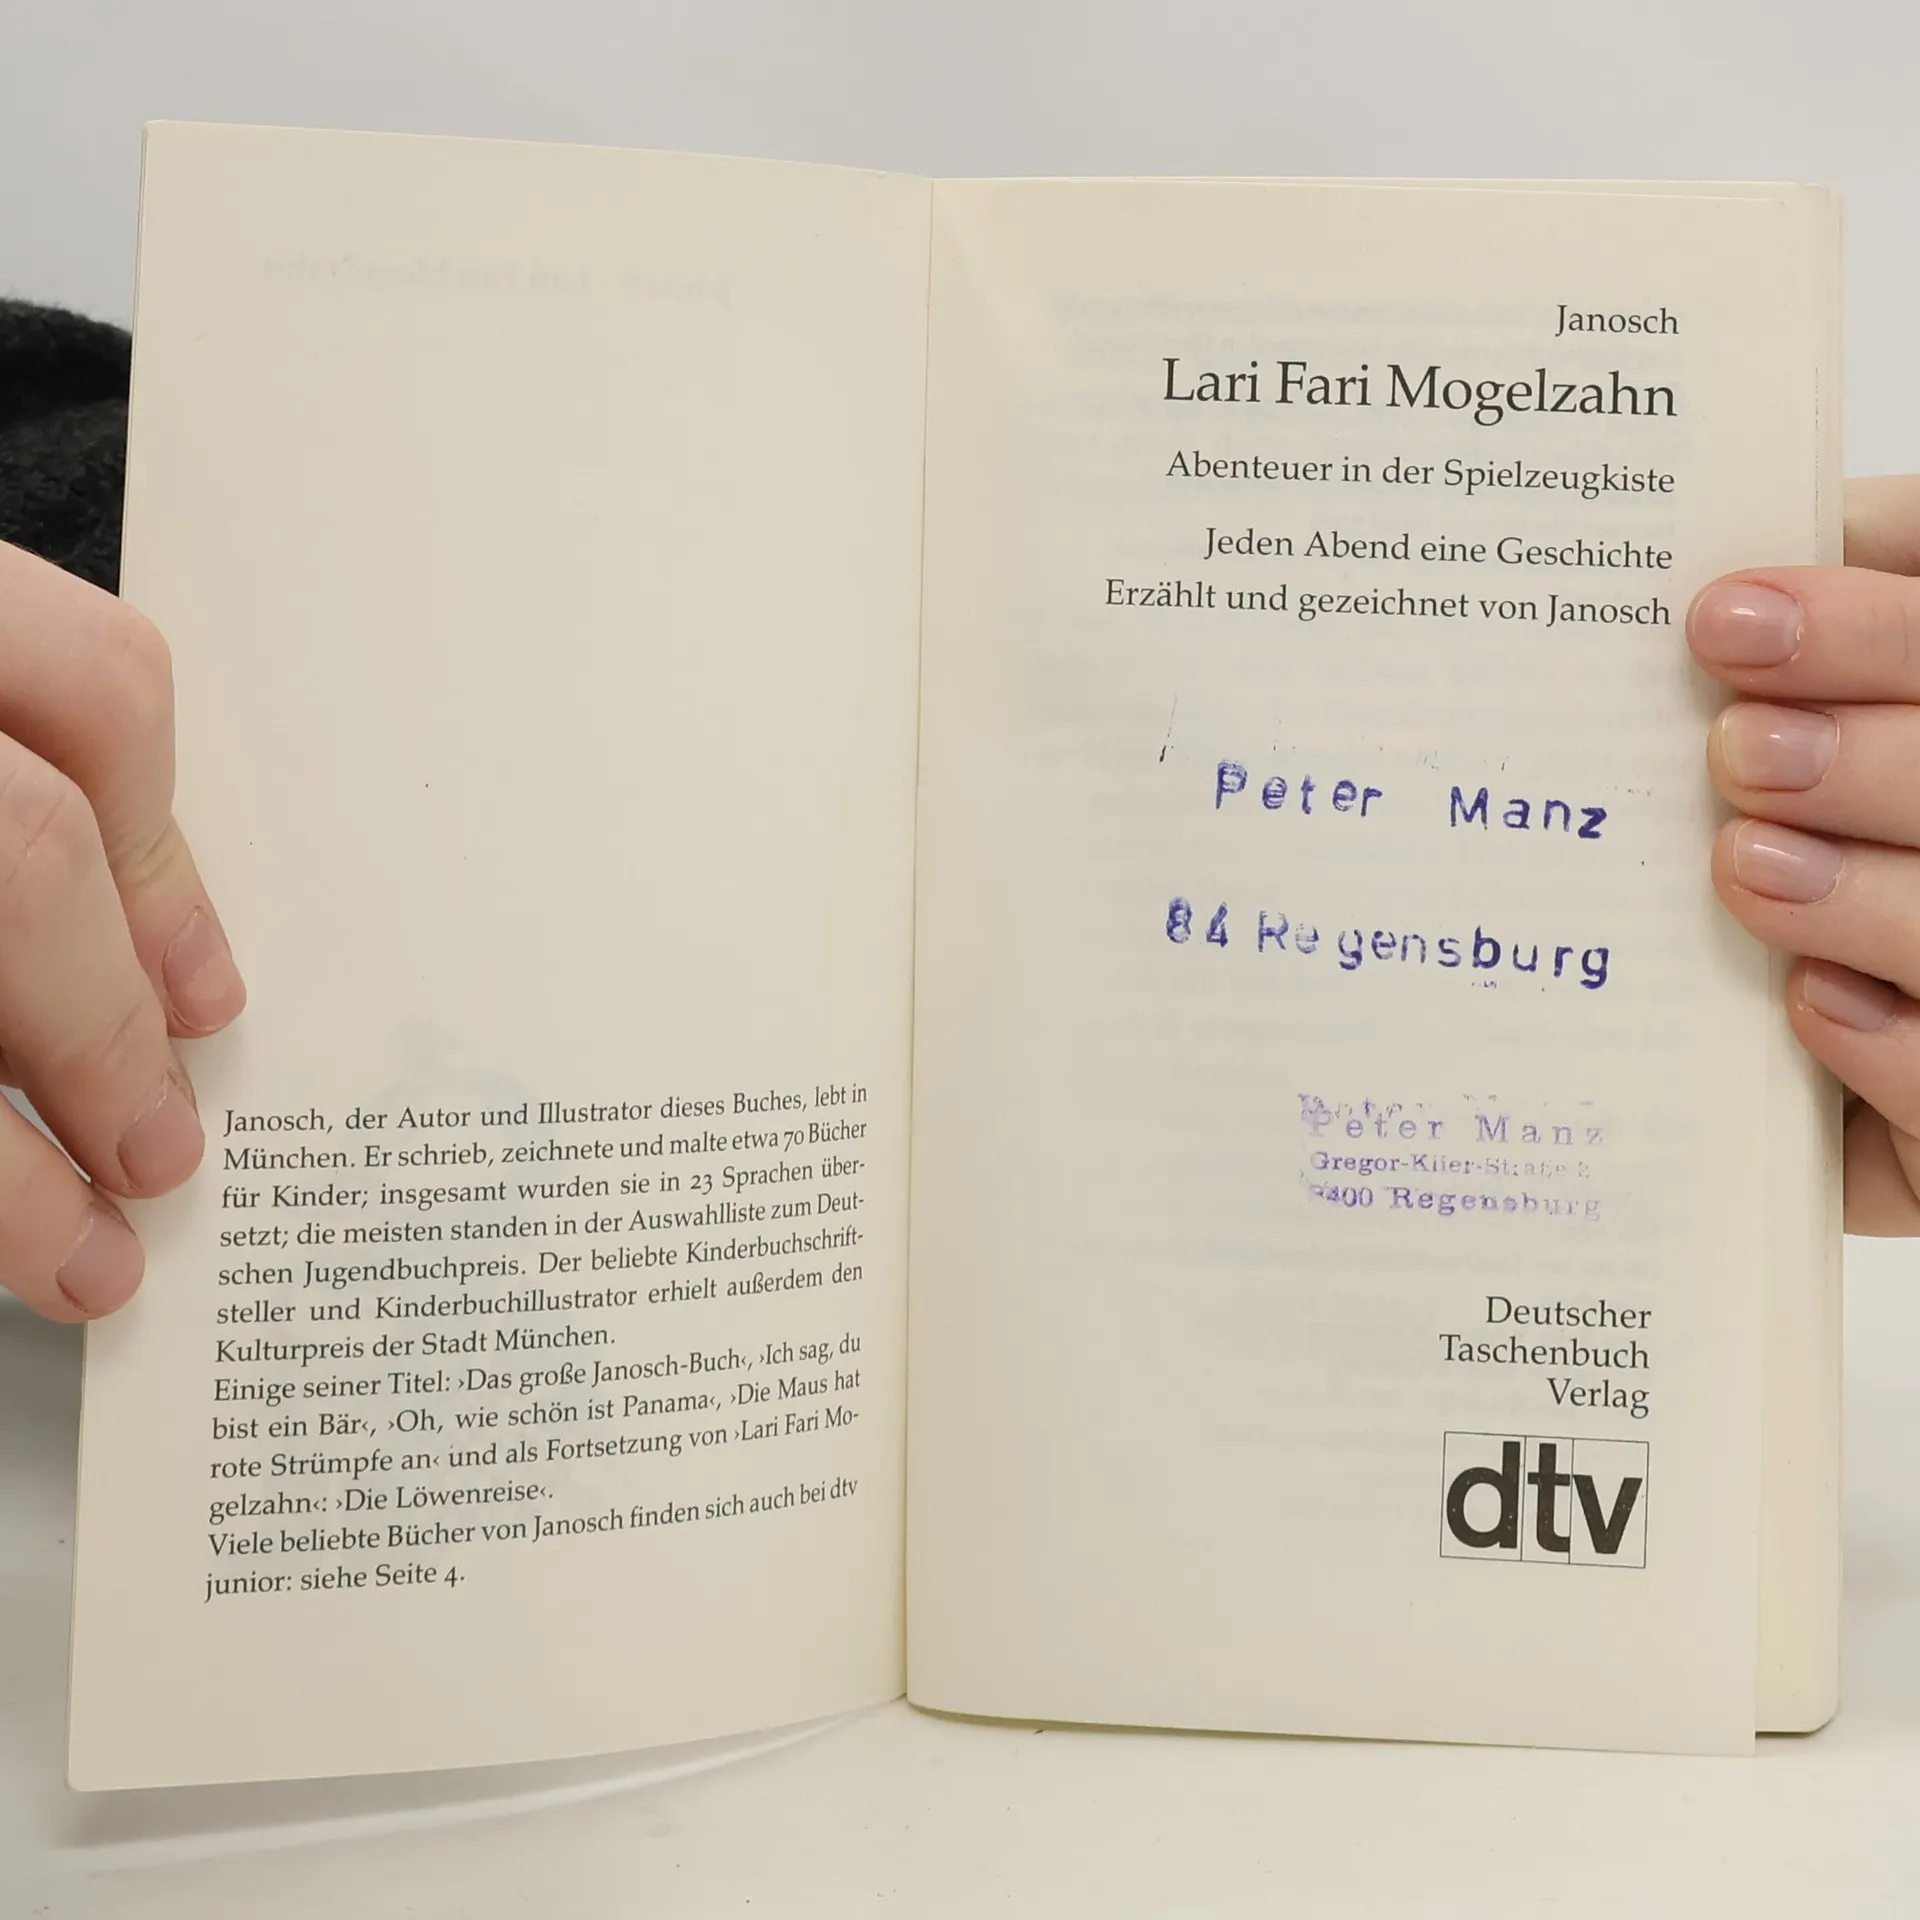 Janosch, der Autor und Illustrator dieses Buches, lebt in
München. Er schrieb, zeichnete und malte etwa 70 Bücher
für Kinder; insgesamt wurden sie in 23 Sprachen über-
setzt; die meisten standen in der Auswahlliste zum Deut-
schen Jugendbuchpreis. Der beliebte Kinderbuchschrift-
steller und Kinderbuchillustrator erhielt außerdem den
Kulturpreis der Stadt München.
Einige seiner Titel: ›Das große Janosch-Buch‹, ›Ich sag, du
bist ein Bär‹, ›Oh, wie schön ist Panama‹, ›Die Maus hat
rote Strümpfe an‹ und als Fortsetzung von ›Lari Fari Mo-
gelzahn‹: ›Die Löwenreise‹.
Viele beliebte Bücher von Janosch finden sich auch bei dtv
junior: siehe Seite 4.
Janosch
Lari Fari Mogelzahn
Abenteuer in der Spielzeugkiste
Jeden Abend eine Geschichte
Erzählt und gezeichnet von Janosch
Peter Manz
84 Regensburg
Peter Manz
Regensburg
Deutscher
Taschenbuch
Verlag
dtv